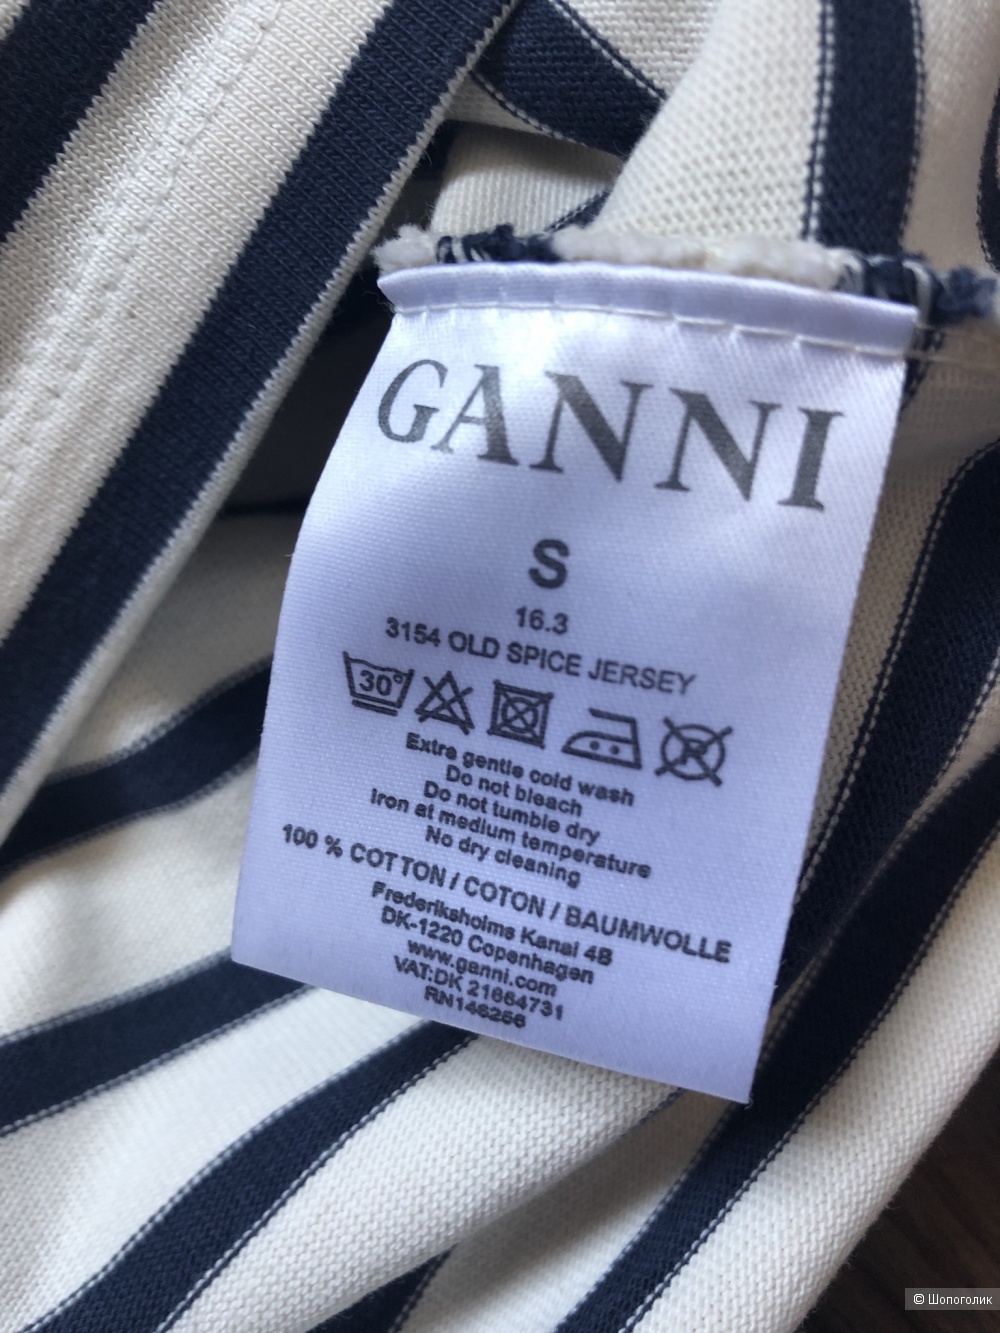 GANNI
S
16.3
3154 OLD SPICE JERSEY
30°
Extra gentle cold wash
Do not bleach
Do not tumble dry
Iron at medium temperature
No dry cleaning
100 % COTTON / COTON / BAUMWOLLE
Frederiksholms Kanal 4B
DK-1220 Copenhagen
www.ganni.com
VAT:DK 21664731
RN146256
© Шопоголик